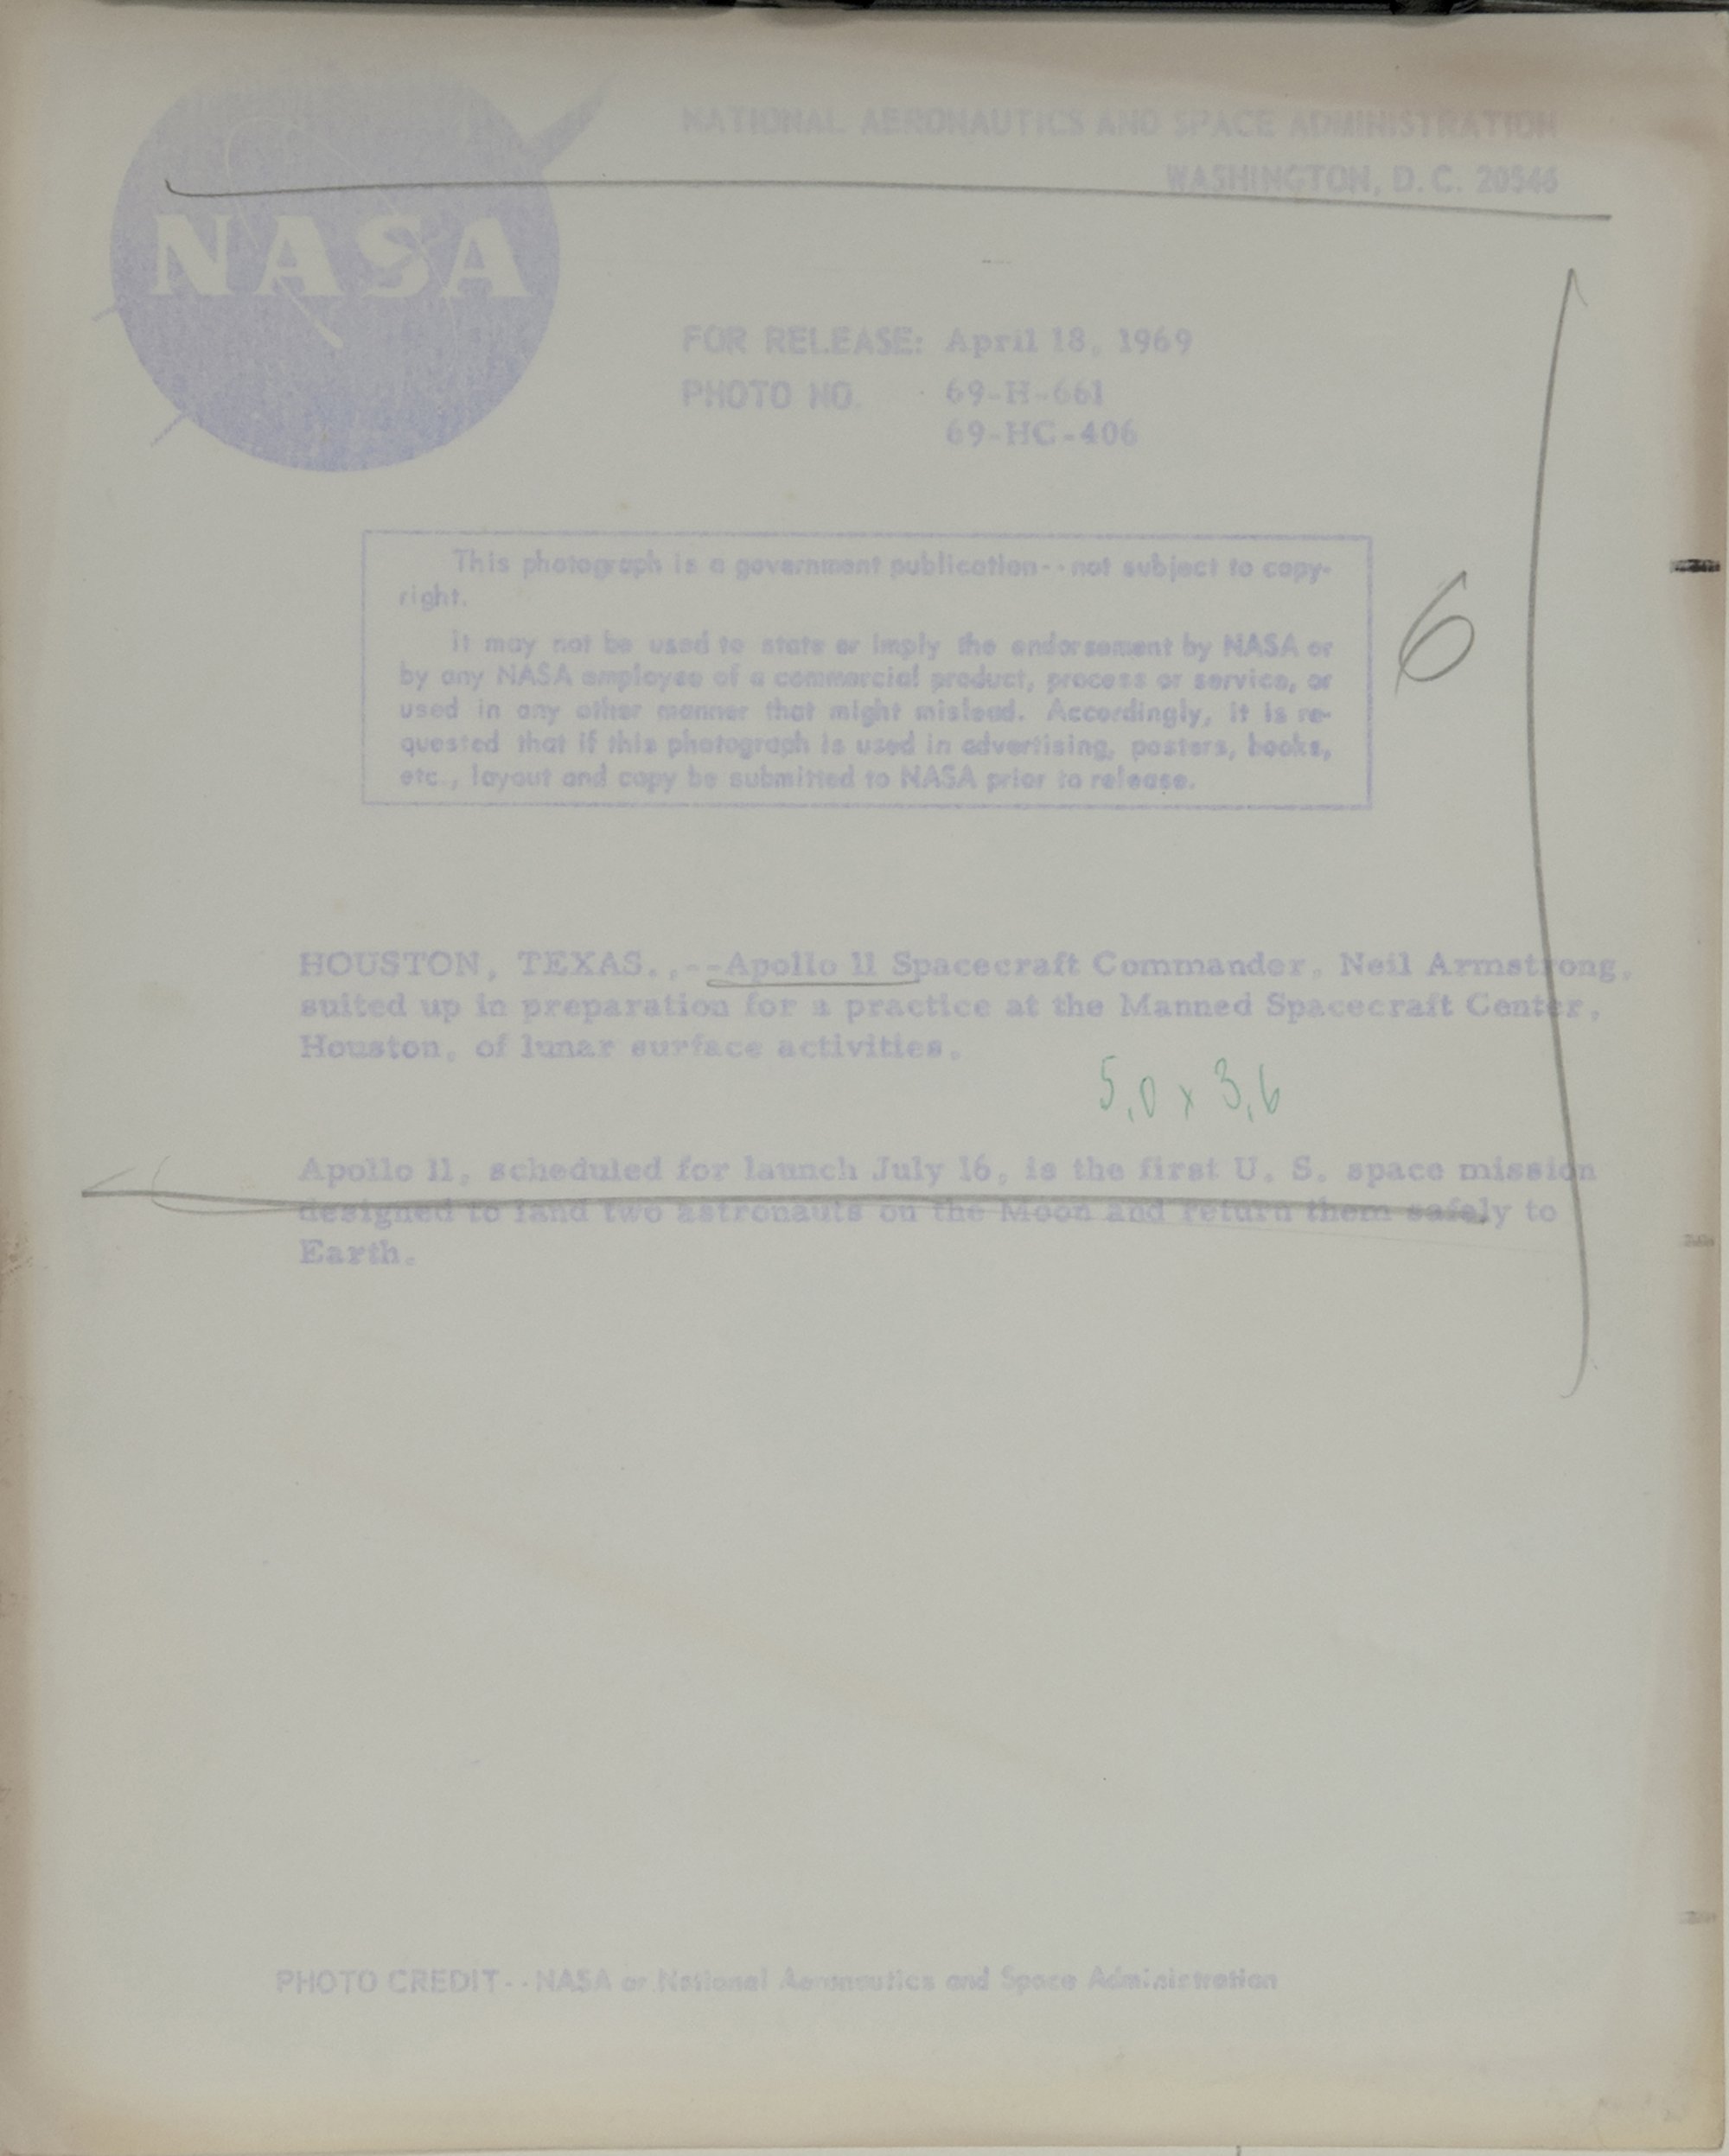 NATIONAL AERONAUTICS AND SPACE ADMINISTRATION
WASHINGTON, D.C. 20546
NASA
FOR RELEASE: April 18, 1969
PHOTO NO. 69-H-661
69-HC-406
This photograph is a government publication--not subject to copy-
right.
It may not be used to state or imply the endorsement by NASA or
by any NASA employee of a commercial product, process or service, or
used in any other manner that might mislead. Accordingly, it is re-
quested that if this photograph is used in advertising, posters, books,
etc., layout and copy be submitted to NASA prior to release.
6
HOUSTON, TEXAS.,--Apollo 11 Spacecraft Commander, Neil Armstrong,
suited up in preparation for a practice at the Manned Spacecraft Center,
Houston, of lunar surface activities.
5,0 x 3,6
Apollo 11, scheduled for launch July 16, is the first U. S. space mission
designed to land two astronauts on the Moon and return them safely to
Earth.
PHOTO CREDIT--NASA or National Aeronautics and Space Administration